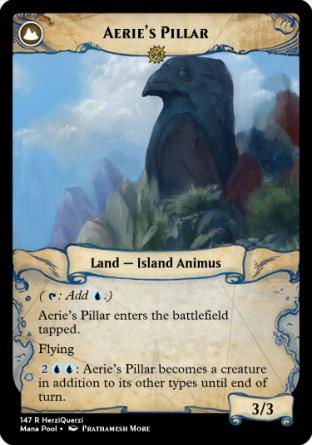 Aerie's Pillar
Land — Island Animus
( : Add .)
Aerie's Pillar enters the battlefield
tapped.
Flying
2 : Aerie's Pillar becomes a creature
in addition to its other types until end of
turn.
3/3
147 R HerziQuerzi
Mana Pool • Prathamesh More